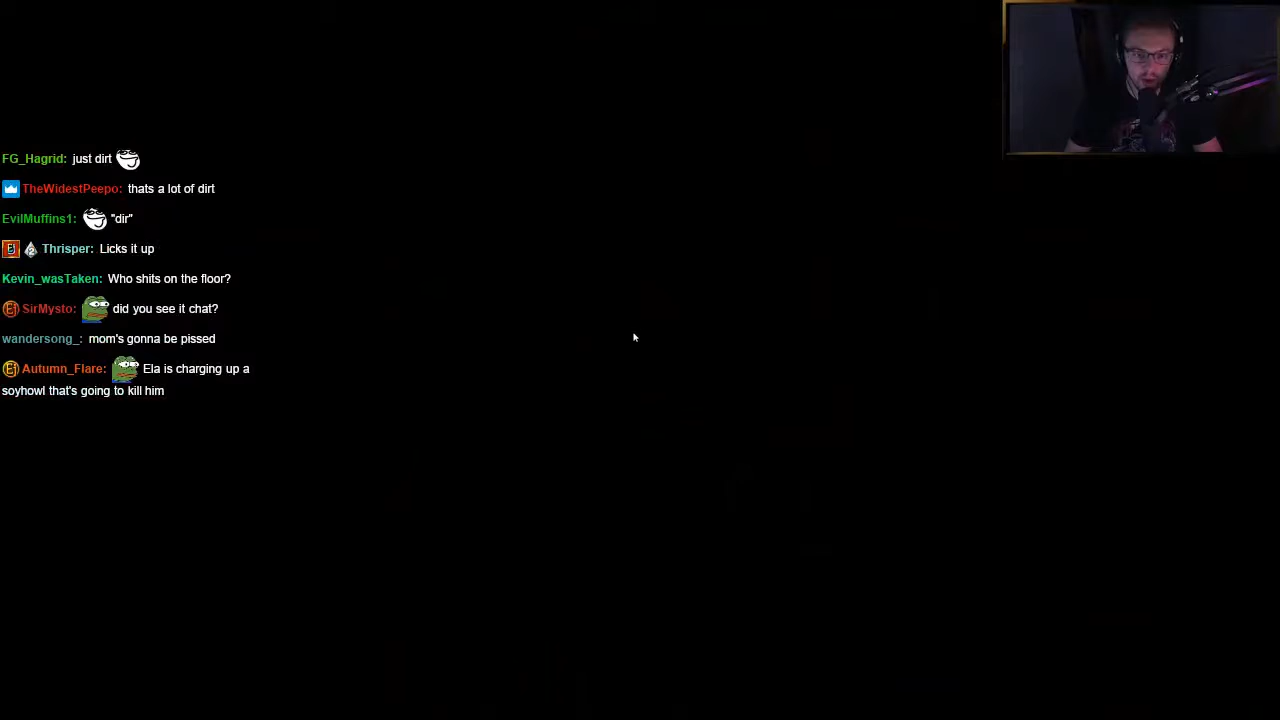 FG_Hagrid: just dirt
TheWidestPeepo: thats a lot of dirt
EvilMuffins1: "dir"
Thrisper: Licks it up
Kevin_wasTaken: Who shits on the floor?
SirMysto: did you see it chat?
wandersong_: mom's gonna be pissed
Autumn_Flare: Ela is charging up a
soyhowl that's going to kill him